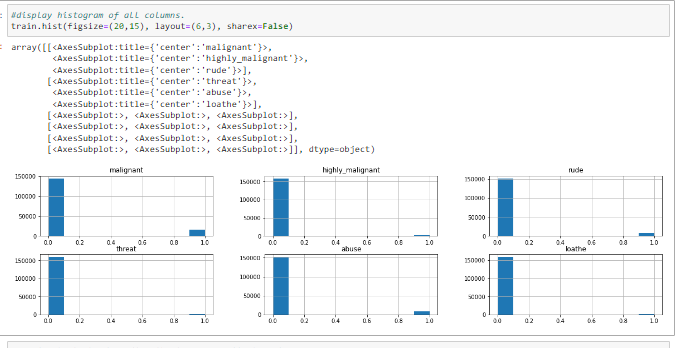 #display histogram of all columns.
train.hist(figsize=(20,15), layout=(6,3), sharex=False)
array([[<AxesSubplot:title={'center':'malignant'}>,
<AxesSubplot:title={'center':'highly_malignant'}>,
<AxesSubplot:title={'center':'rude'}>],
[<AxesSubplot:title={'center':'threat'}>,
<AxesSubplot:title={'center':'abuse'}>,
<AxesSubplot:title={'center':'loathe'}>],
[<AxesSubplot:>, <AxesSubplot:>, <AxesSubplot:>],
[<AxesSubplot:>, <AxesSubplot:>, <AxesSubplot:>],
[<AxesSubplot:>, <AxesSubplot:>, <AxesSubplot:>],
[<AxesSubplot:>, <AxesSubplot:>, <AxesSubplot:>]], dtype=object)
malignant
150000
100000
50000
0
0.0 0.2 0.4 0.6 0.8 1.0
highly_malignant
150000
100000
50000
0
0.0 0.2 0.4 0.6 0.8 1.0
rude
150000
100000
50000
0
0.0 0.2 0.4 0.6 0.8 1.0
threat
150000
100000
50000
0
0.0 0.2 0.4 0.6 0.8 1.0
abuse
150000
100000
50000
0
0.0 0.2 0.4 0.6 0.8 1.0
loathe
150000
100000
50000
0
0.0 0.2 0.4 0.6 0.8 1.0